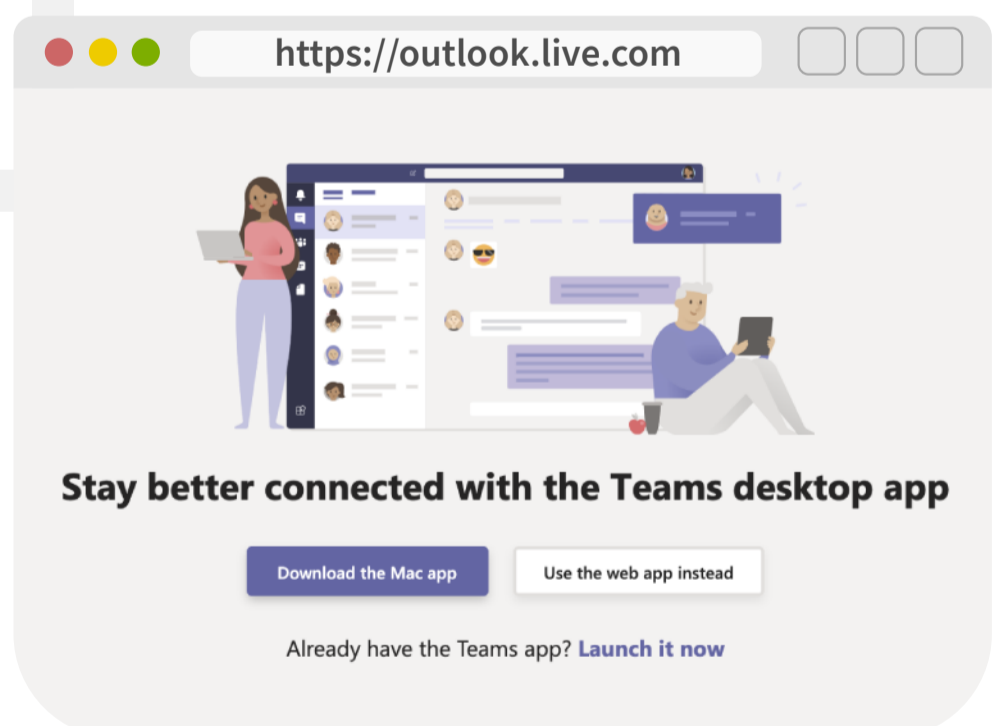 https://outlook.live.com
Stay better connected with the Teams desktop app
Download the Mac app
Use the web app instead
Already have the Teams app? Launch it now